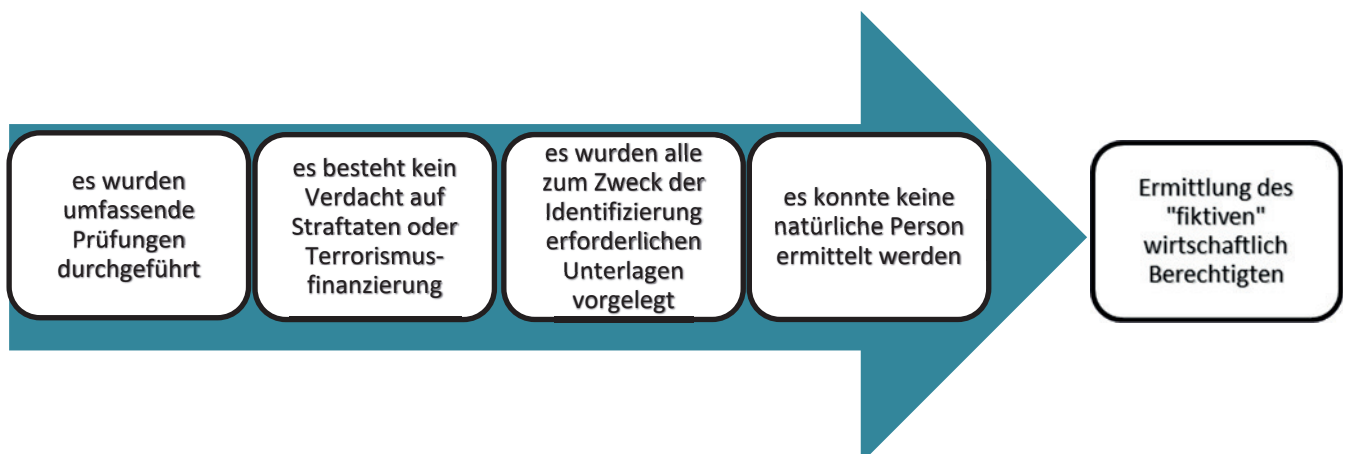 es wurden
umfassende
Prüfungen
durchgeführt
es besteht kein
Verdacht auf
Straftaten oder
Terrorismus-
finanzierung
es wurden alle
zum Zweck der
Identifizierung
erforderlichen
Unterlagen
vorgelegt
es konnte keine
natürliche Person
ermittelt werden
Ermittlung des
"fiktiven"
wirtschaftlich
Berechtigten